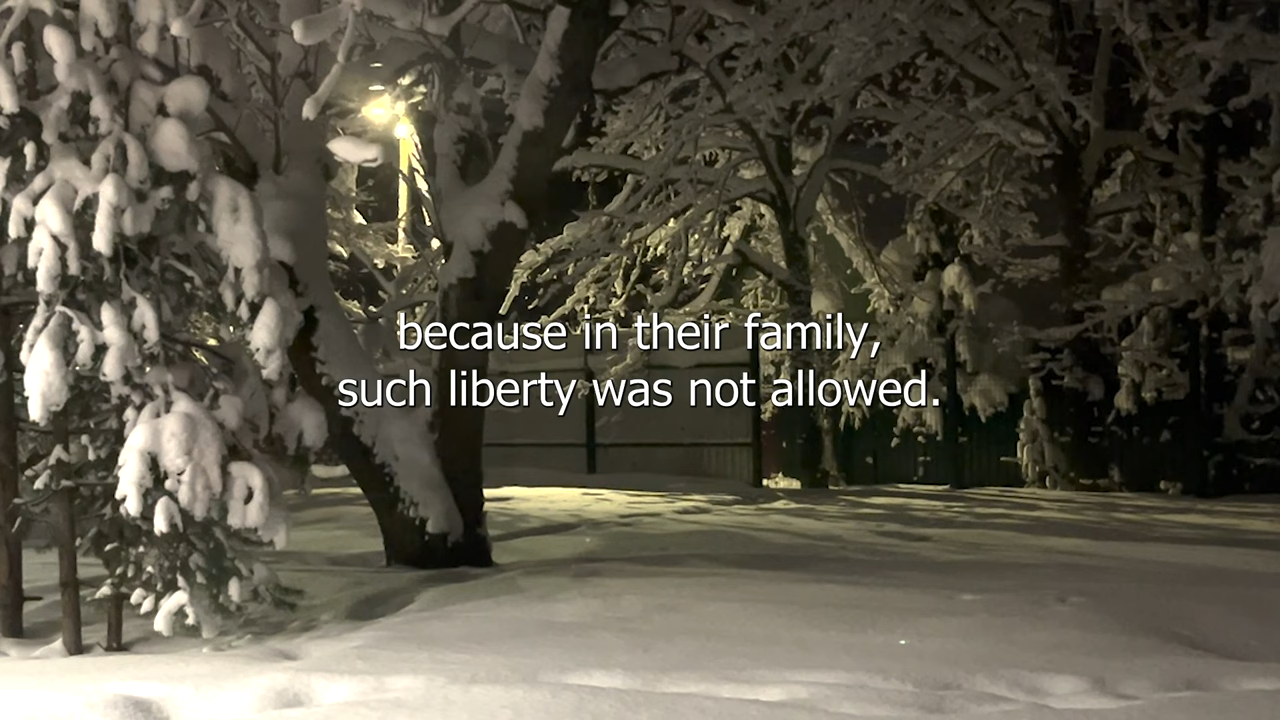 because in their family,
such liberty was not allowed.